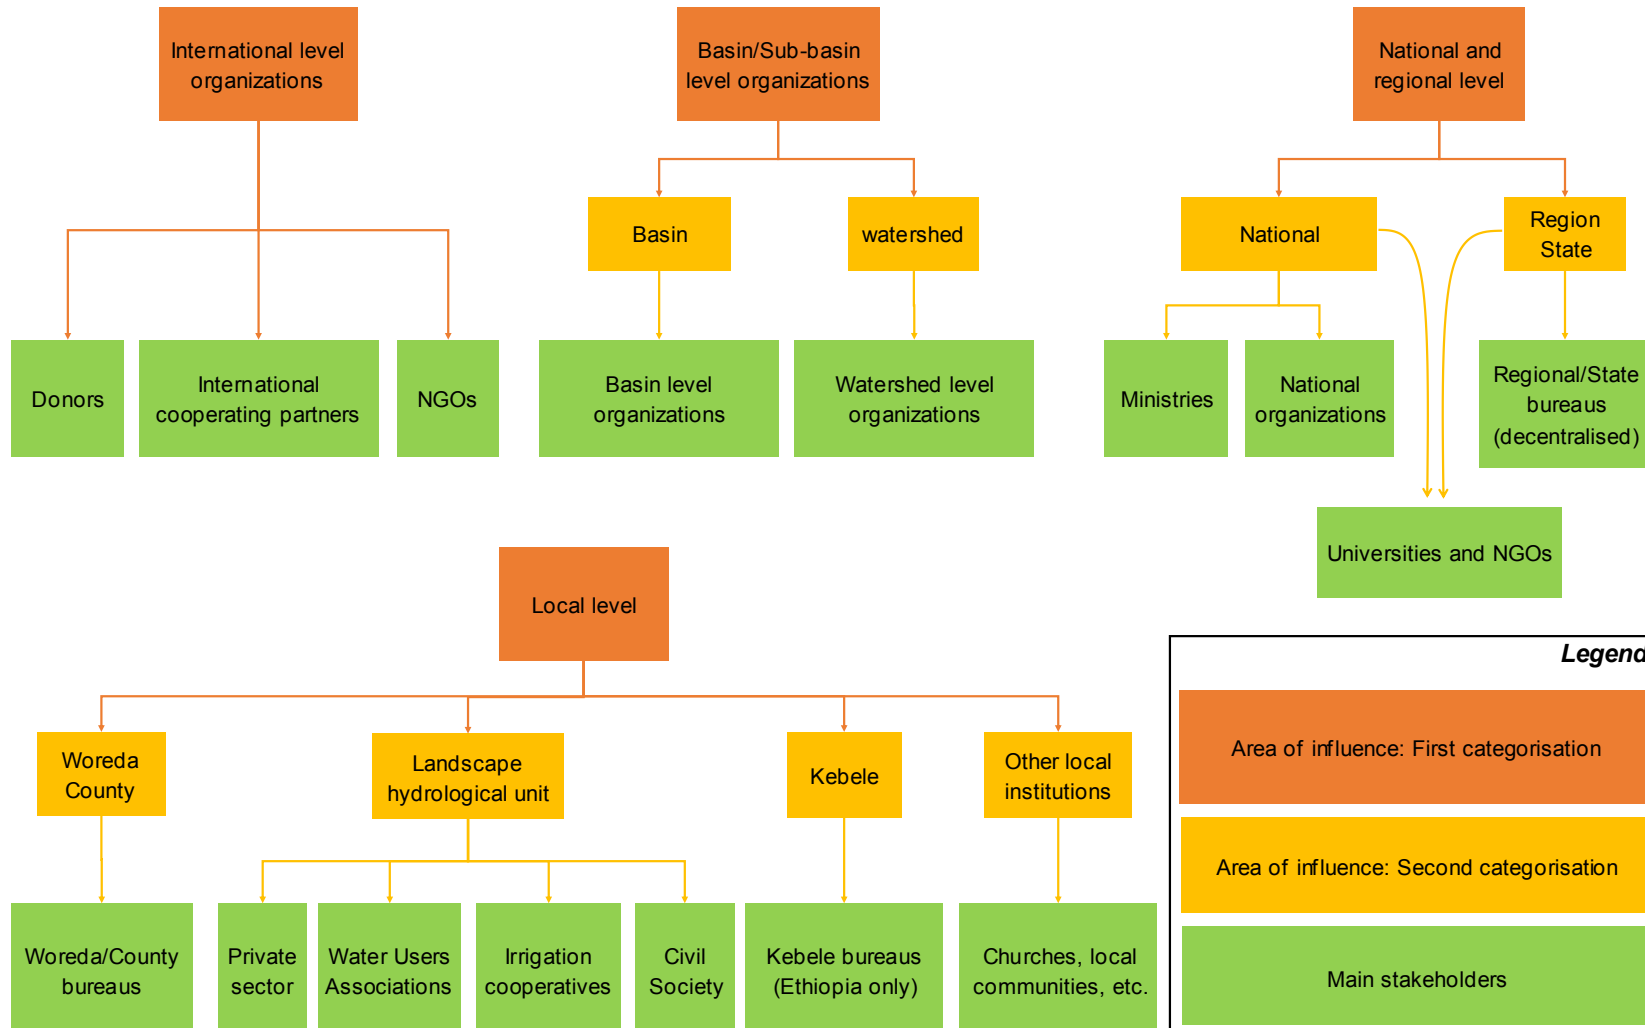 International level
organizations
Basin/Sub-basin
level organizations
National and
regional level
Basin
watershed
National
Region
State
Donors
International
cooperating partners
NGOs
Basin level
organizations
Watershed level
organizations
Ministries
National
organizations
Regional/State
bureaus
(decentralised)
Universities and NGOs
Local level
Woreda
County
Landscape
hydrological unit
Kebele
Other local
institutions
Woreda/County
bureaus
Private
sector
Water Users
Associations
Irrigation
cooperatives
Civil
Society
Kebele bureaus
(Ethiopia only)
Churches, local
communities, etc.
Legend
Area of influence: First categorisation
Area of influence: Second categorisation
Main stakeholders